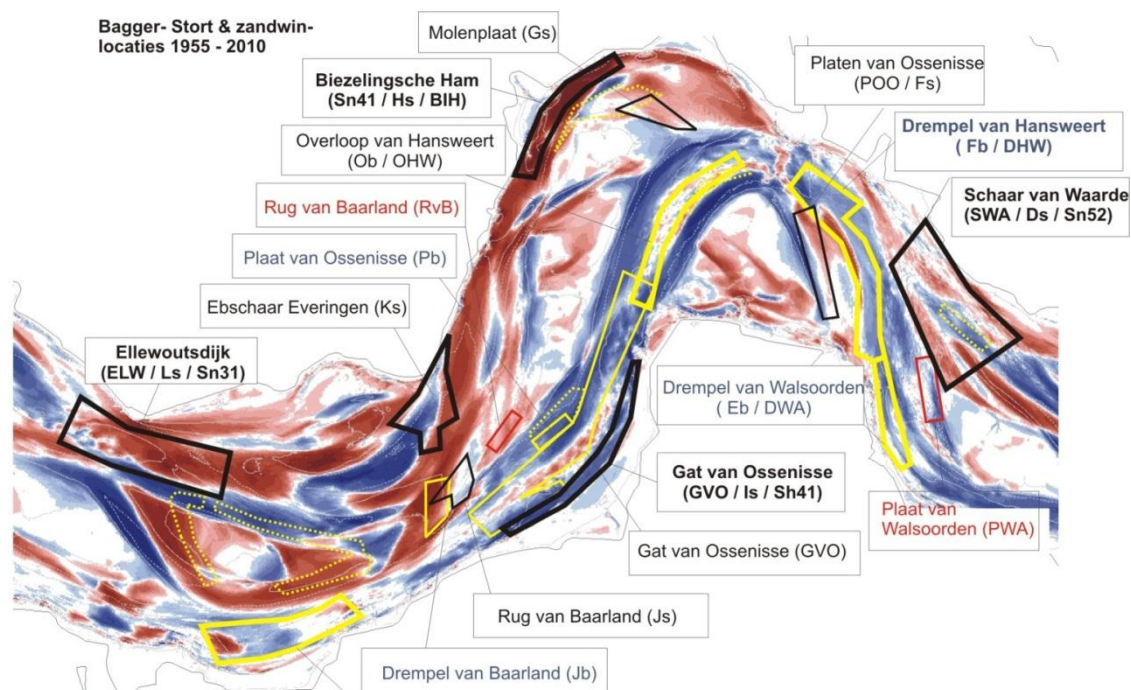 Bagger- Stort & zandwin-
locaties 1955 - 2010
Molenplaat (Gs)
Biezelingsche Ham
(Sn41 / Hs / BIH)
Platen van Ossenisse
(POO / Fs)
Overloop van Hansweert
(Ob / OHW)
Drempel van Hansweert
( Fb / DHW)
Rug van Baarland (RvB)
Schaar van Waarde
(SWA / Ds / Sn52)
Plaat van Ossenisse (Pb)
Ebschaar Everingen (Ks)
Ellewoutsdijk
(ELW / Ls / Sn31)
Drempel van Walsoorden
( Eb / DWA)
Gat van Ossenisse
(GVO / Is / Sh41)
Plaat van
Walsoorden (PWA)
Gat van Ossenisse (GVO)
Rug van Baarland (Js)
Drempel van Baarland (Jb)